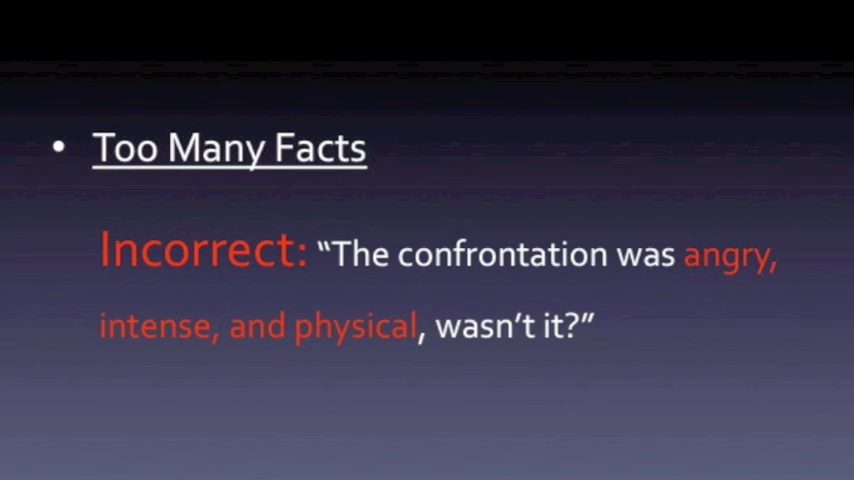 • Too Many Facts
Incorrect: “The confrontation was angry,
intense, and physical, wasn’t it?”